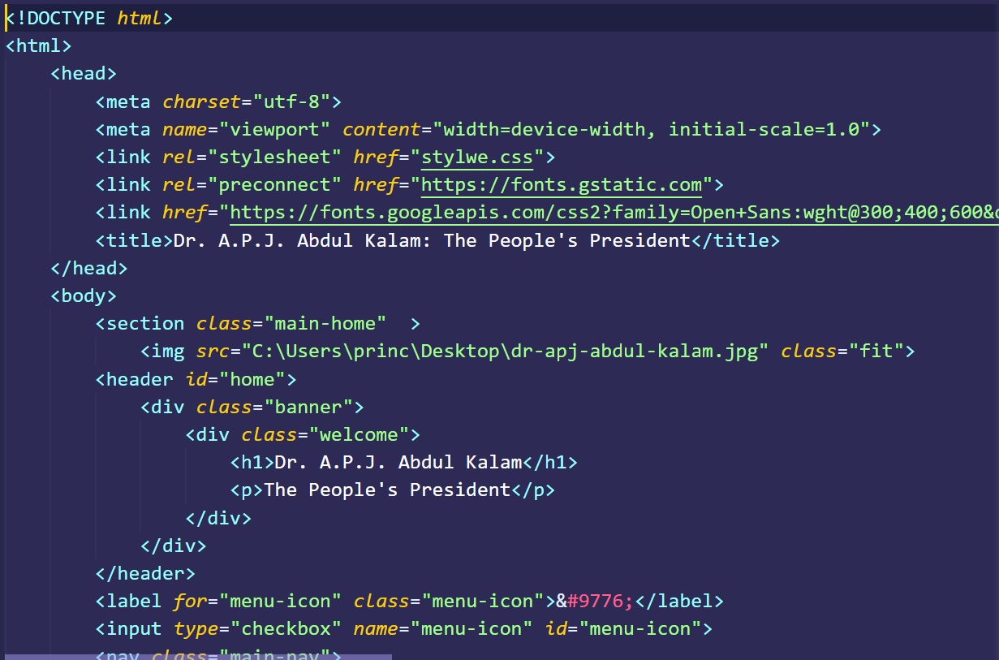 <!DOCTYPE html>
<html>
    <head>
        <meta charset="utf-8">
        <meta name="viewport" content="width=device-width, initial-scale=1.0">
        <link rel="stylesheet" href="stylwe.css">
        <link rel="preconnect" href="https://fonts.gstatic.com">
        <link href="https://fonts.googleapis.com/css2?family=Open+Sans:wght@300;400;600&
        <title>Dr. A.P.J. Abdul Kalam: The People's President</title>
    </head>
    <body>
        <section class="main-home"  >
            <img src="C:\Users\princ\Desktop\dr-apj-abdul-kalam.jpg" class="fit">
        <header id="home">
            <div class="banner">
                <div class="welcome">
                    <h1>Dr. A.P.J. Abdul Kalam</h1>
                    <p>The People's President</p>
                </div>
            </div>
        </header>
        <label for="menu-icon" class="menu-icon">&#9776;</label>
        <input type="checkbox" name="menu-icon" id="menu-icon">
        <nav class="main-nav">